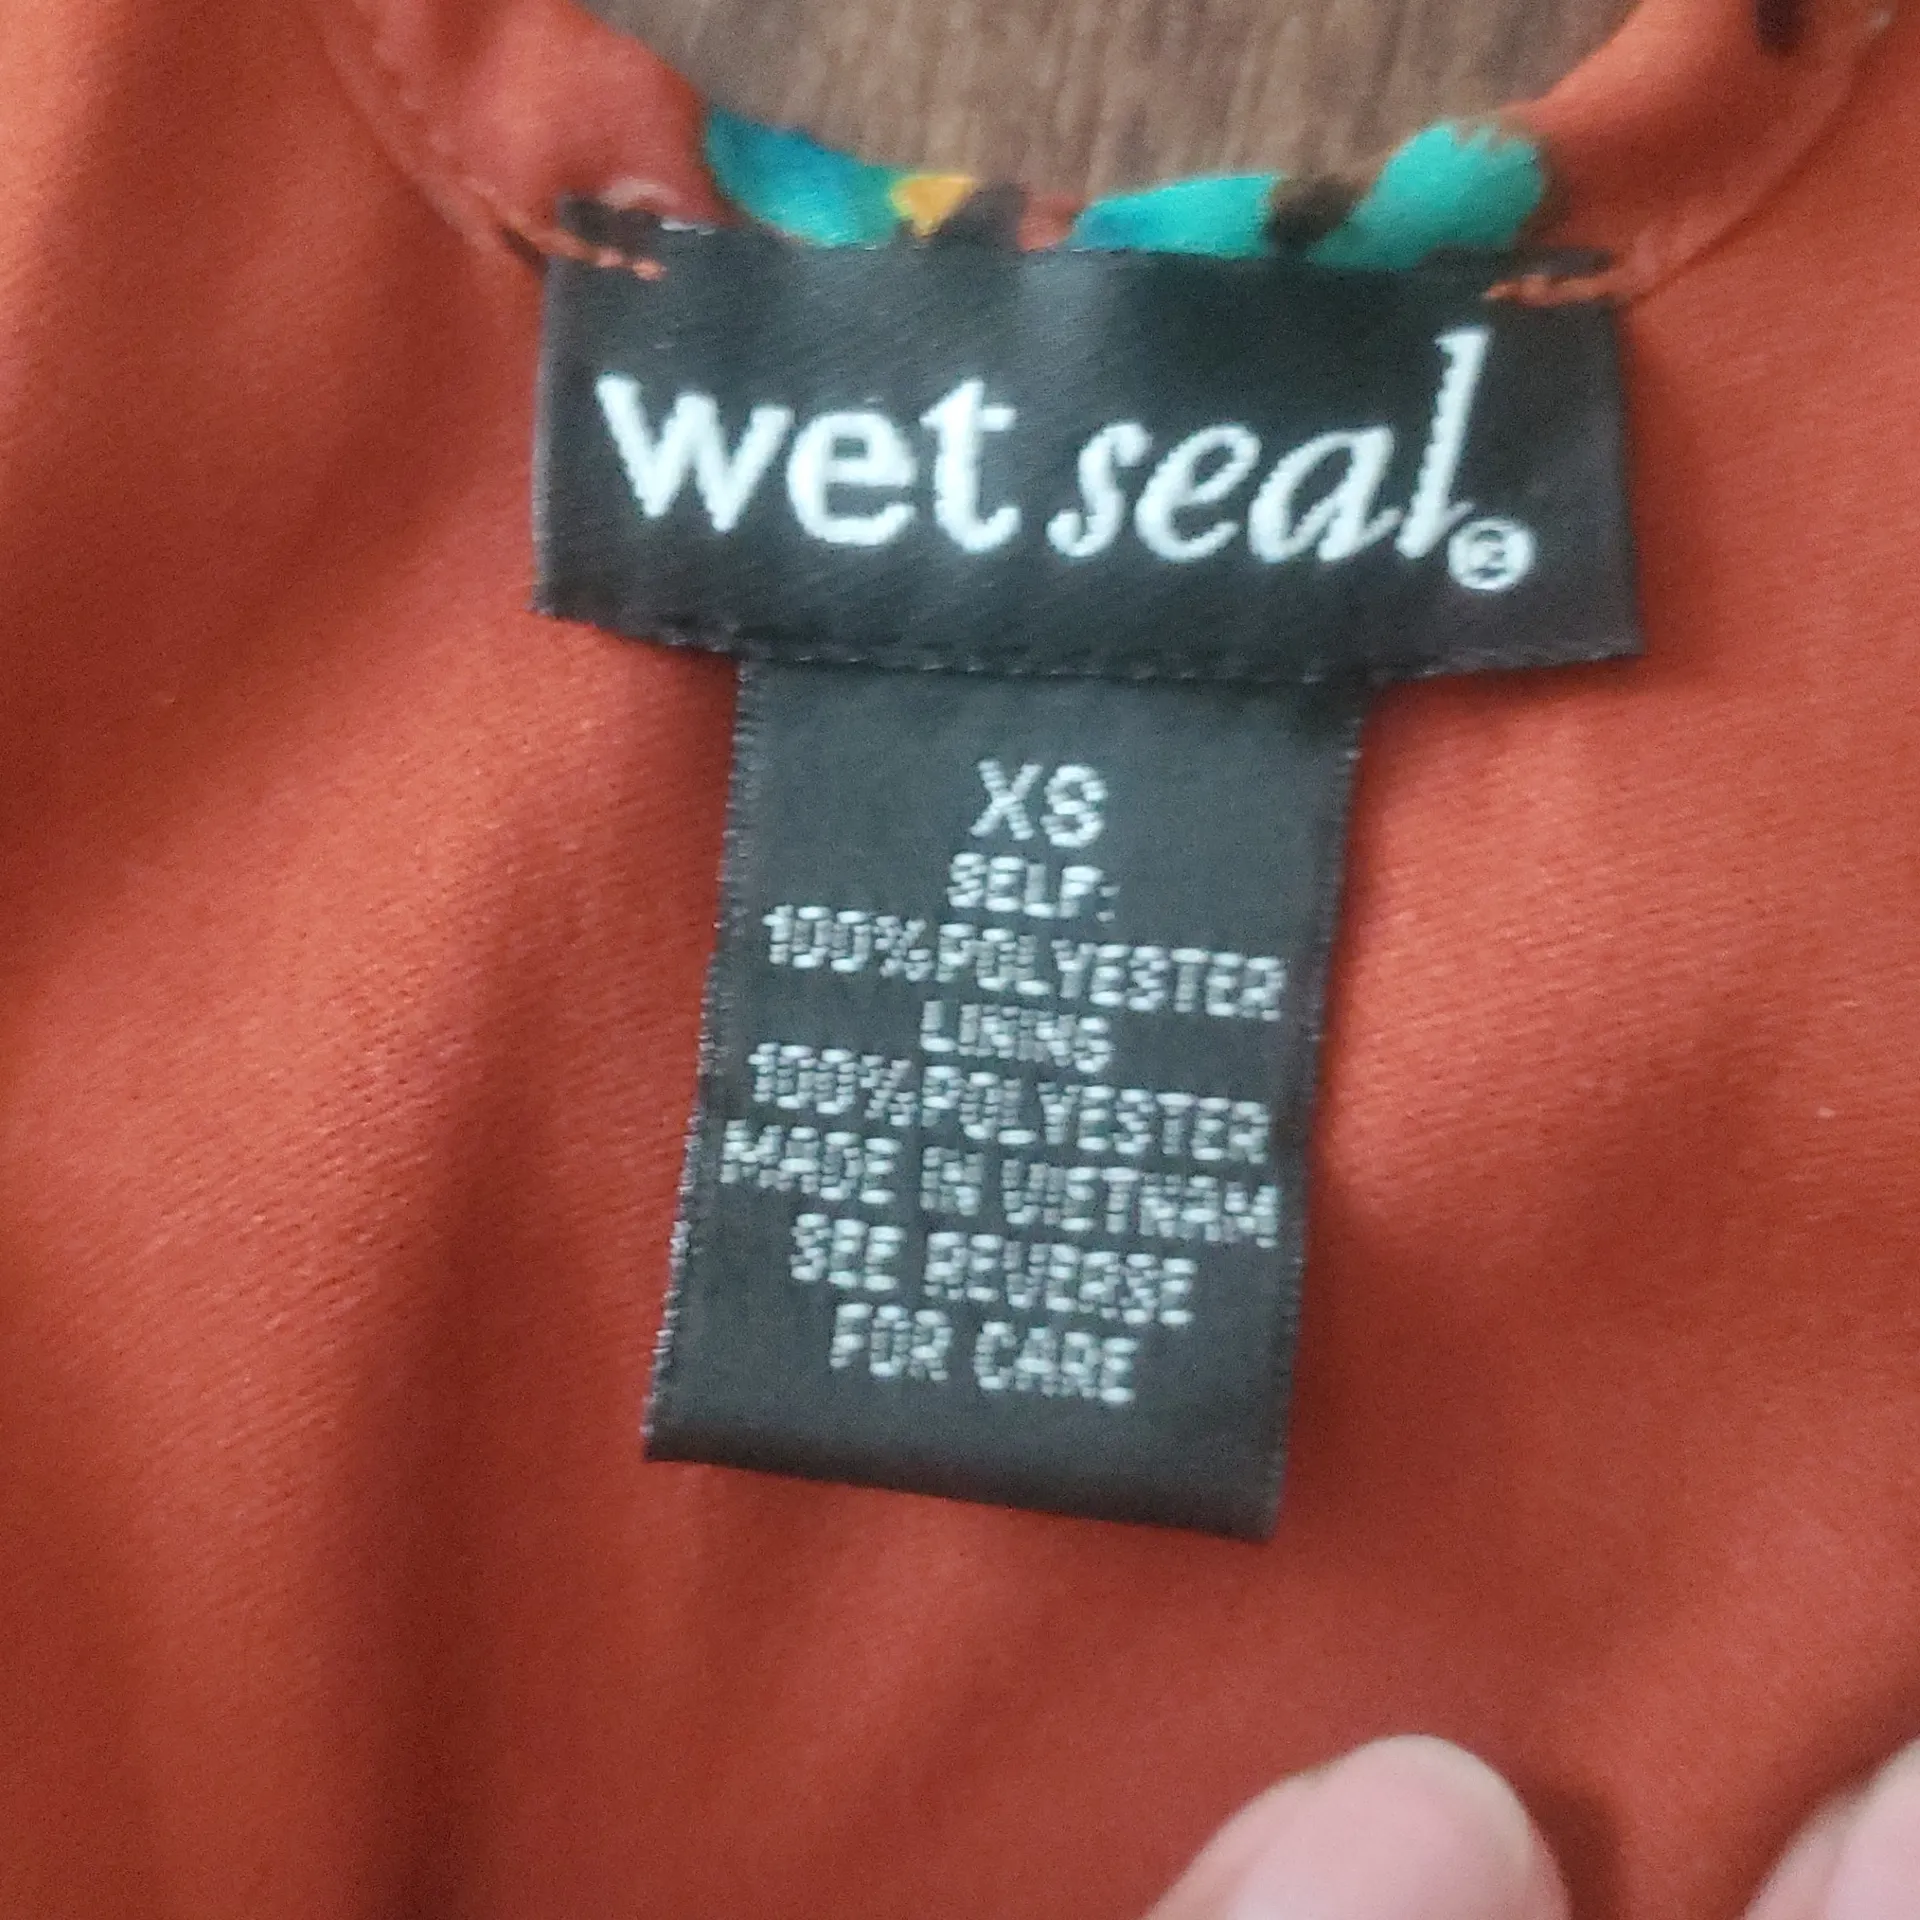 wet seal®
XS
SELF:
100%POLYESTER
LINING
100%POLYESTER
MADE IN VIETNAM
SEE REVERSE
FOR CARE